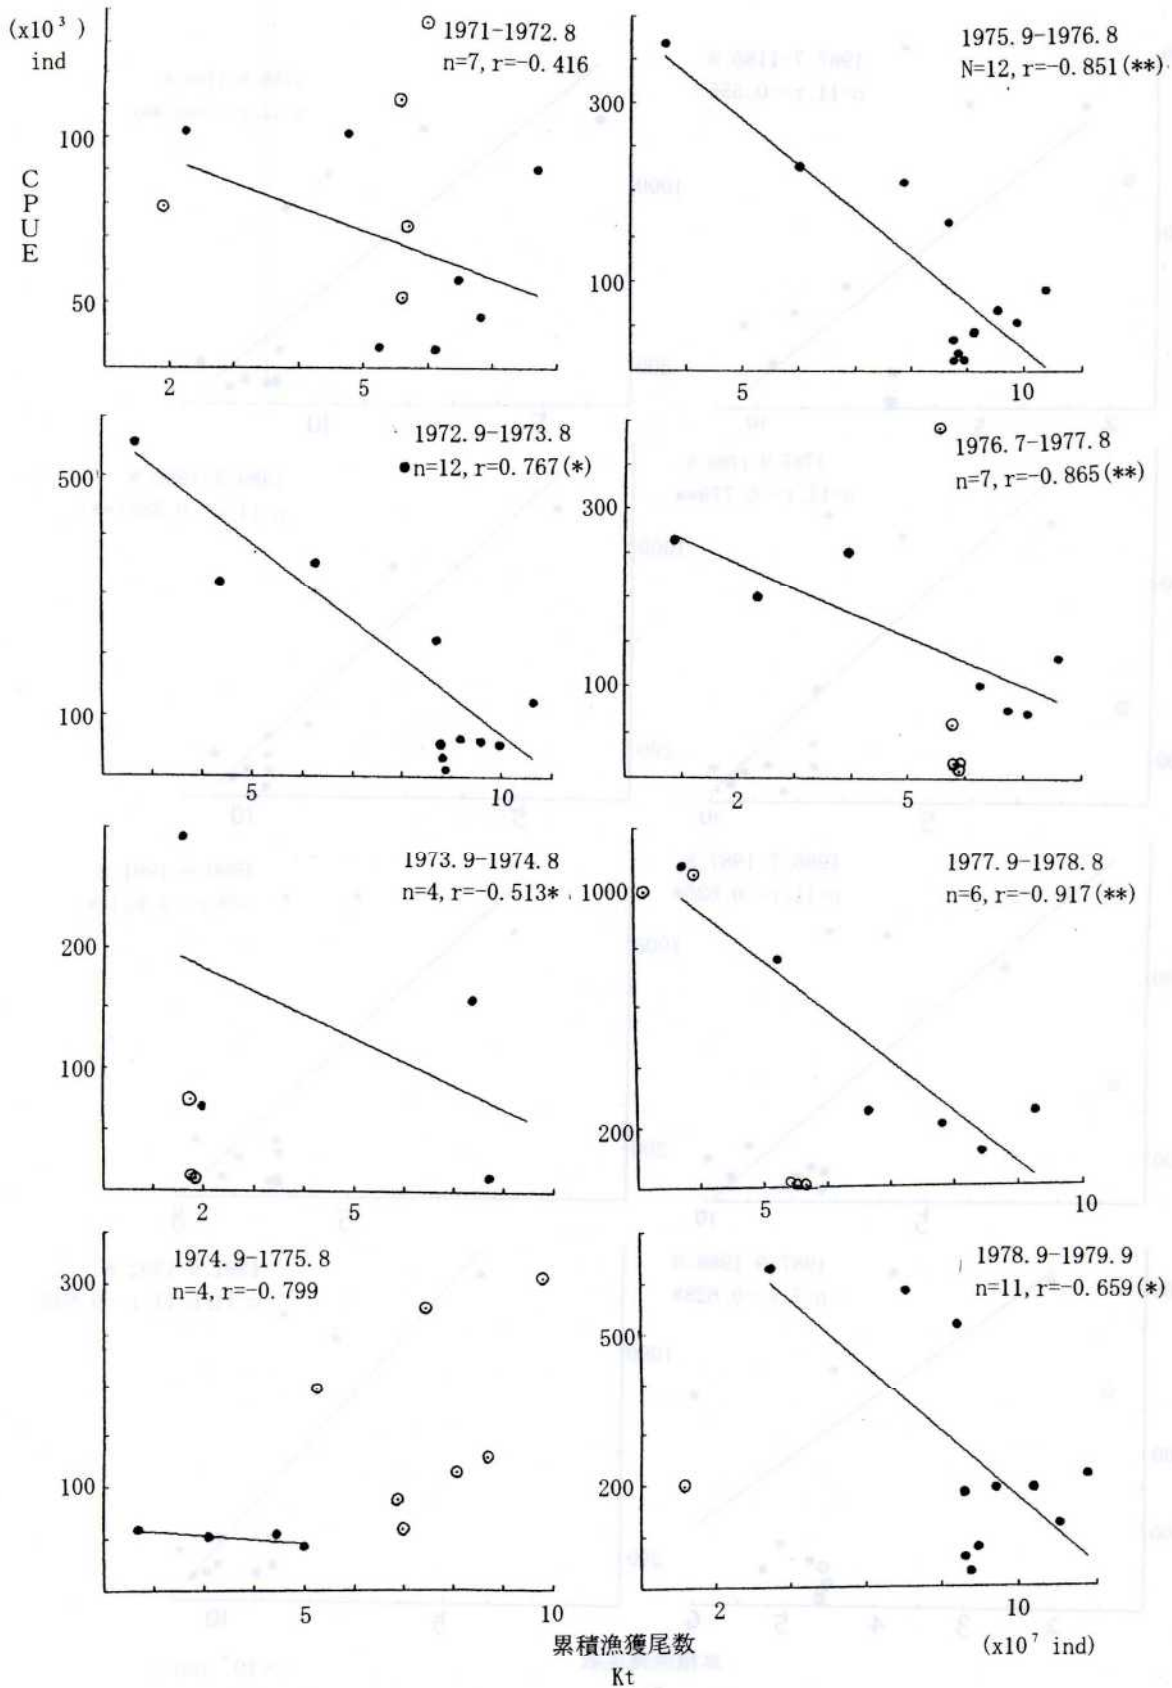 (x10³)
ind
CPUE
1971-1972.8
n=7, r=-0.416
100
50
2 5
1975.9-1976.8
N=12, r=-0.851(**)
300
100
5 10
1972.9-1973.8
n=12, r=0.767(*)
500
100
5 10
1976.7-1977.8
n=7, r=-0.865(**)
300
100
2 5
1973.9-1974.8
n=4, r=-0.513*
200
100
2 5 10
1977.9-1978.8
n=6, r=-0.917(**)
1000
200
5 10
1974.9-1775.8
n=4, r=-0.799
300
100
5 10
1978.9-1979.9
n=11, r=-0.659(*)
500
200
2 10
累積漁獲尾数
Kt
(x10⁷ ind)